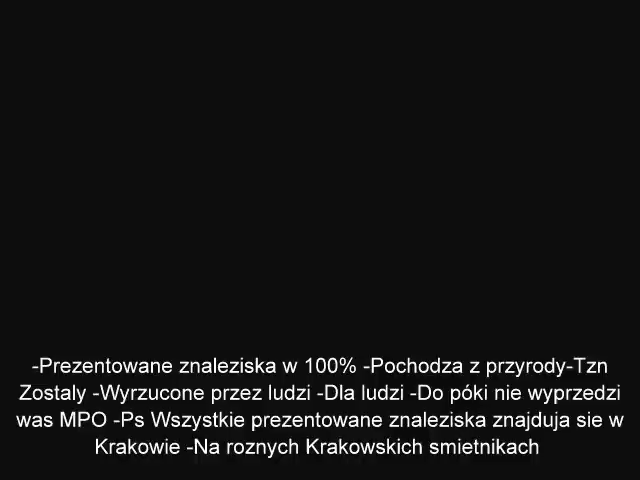 -Prezentowane znaleziska w 100% -Pochodza z przyrody-Tzn
Zostaly -Wyrzucone przez ludzi -Dla ludzi -Do póki nie wyprzedzi
was MPO -Ps Wszystkie prezentowane znaleziska znajduja sie w
Krakowie -Na roznych Krakowskich smietnikach